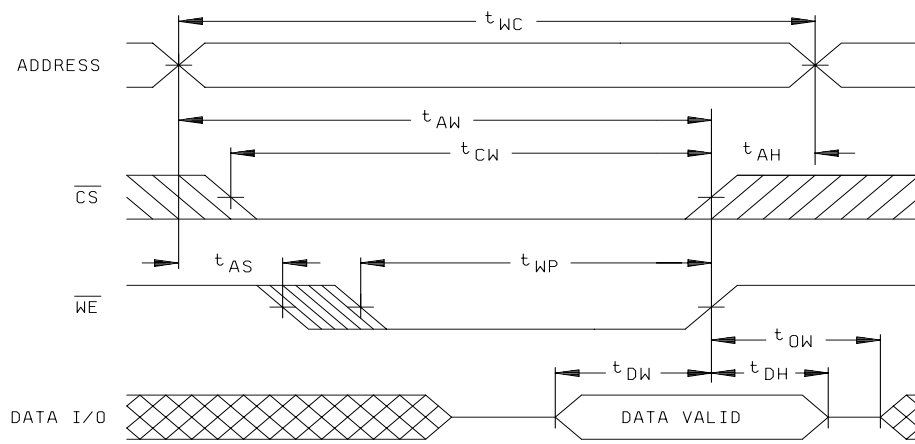 t WC
ADDRESS
t AW
t CW
t AH
CS
t AS
t WP
WE
t OW
t DW
t DH
DATA I/O
DATA VALID